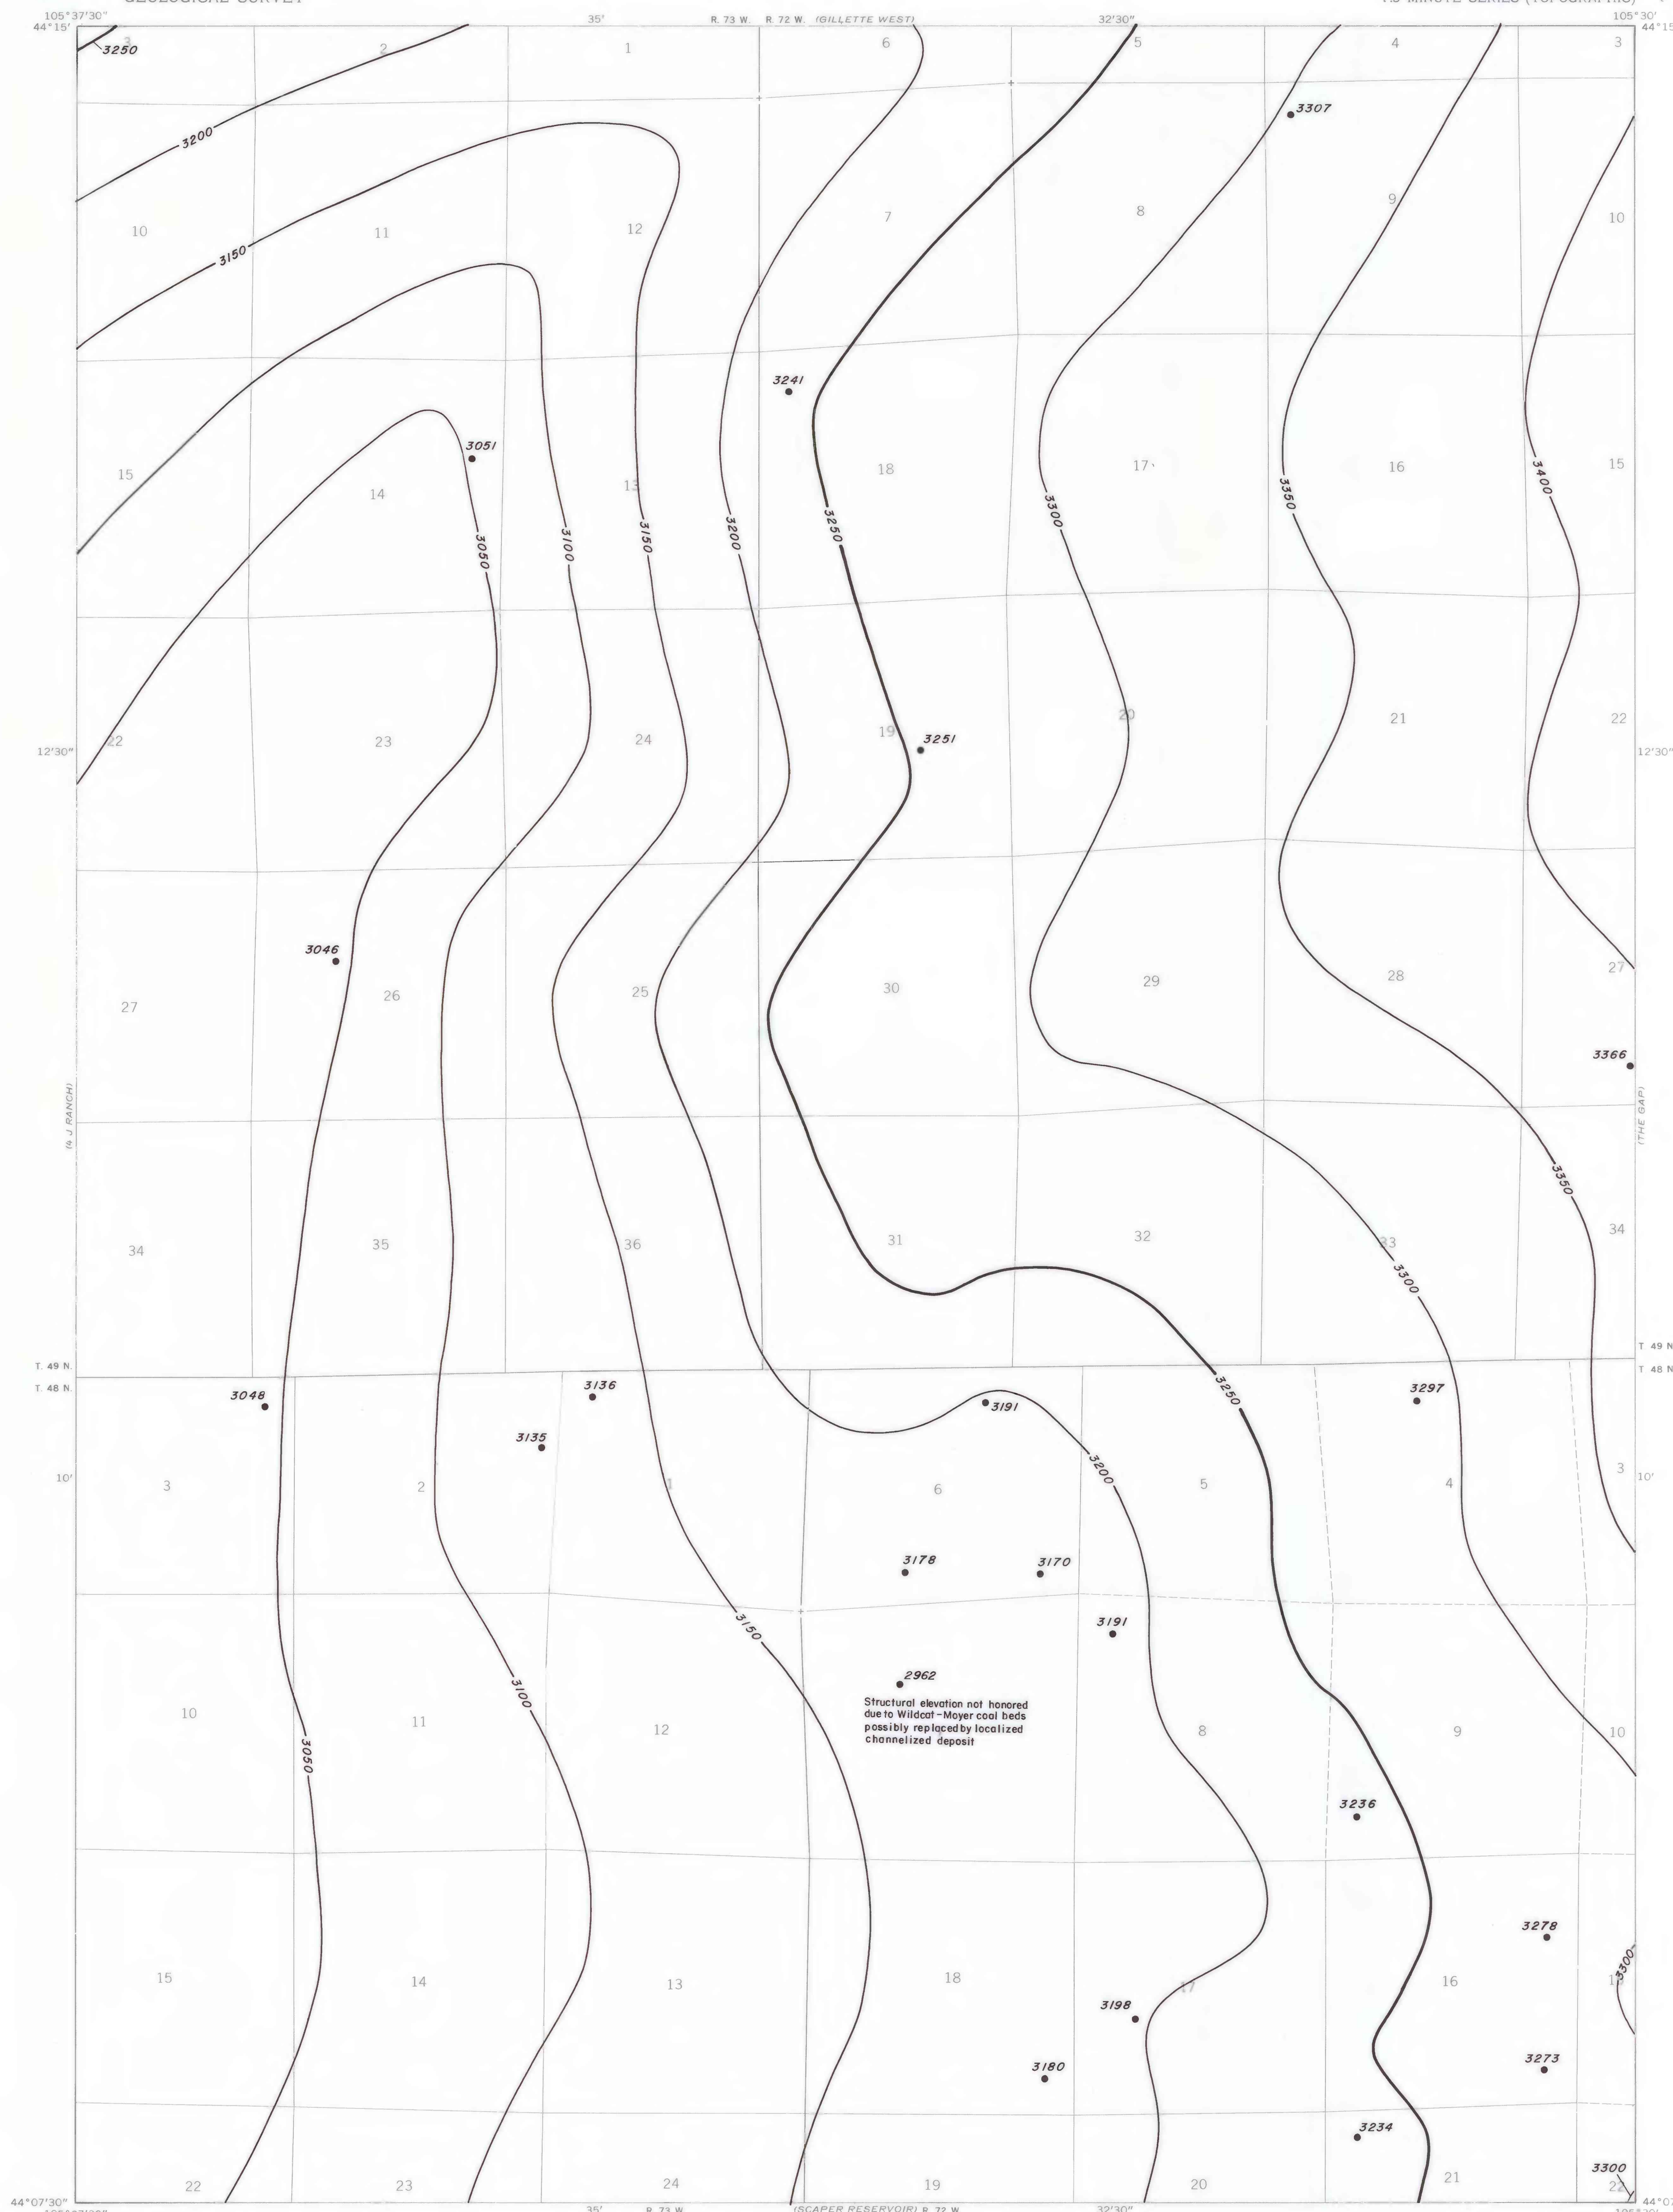 105°37'30"
35'
R. 73 W. R. 72 W. (GILLETTE WEST)
32'30"
105°30'
44°15'
44°15'
3 2 1 6 5 4 3
3250
3307
3200
10 11 12 7 8 9 10
3150
3241
3051
15 14 13 18 17 16 15
3050 3100 3150 3200 3250 3300 3350 3400
22 23 24 19 20 21 22
12'30"
3251
12'30"
3046
27 26 25 30 29 28 27
3366
(4 J RANCH)
(THE GAP)
3350
34 35 36 31 32 33 34
3300
T. 49 N.
T 49 N
T. 48 N.
T 48 N
3048
3136
3191
3250
3297
3135
3200
10'
3 2 1 6 5 4 3
10'
3178
3170
3150
3191
2962
Structural elevation not honored
due to Wildcat-Moyer coal beds
possibly replaced by localized
channelized deposit
3100
10 11 12 8 9 10
3050
3236
3278
3300
15 14 13 18 17 16
3198
3180
3273
3234
22 23 24 19 20 21 22
3300
44°07'30"
35'
R. 73 W.
(SCAPER RESERVOIR) R. 72 W.
32'30"